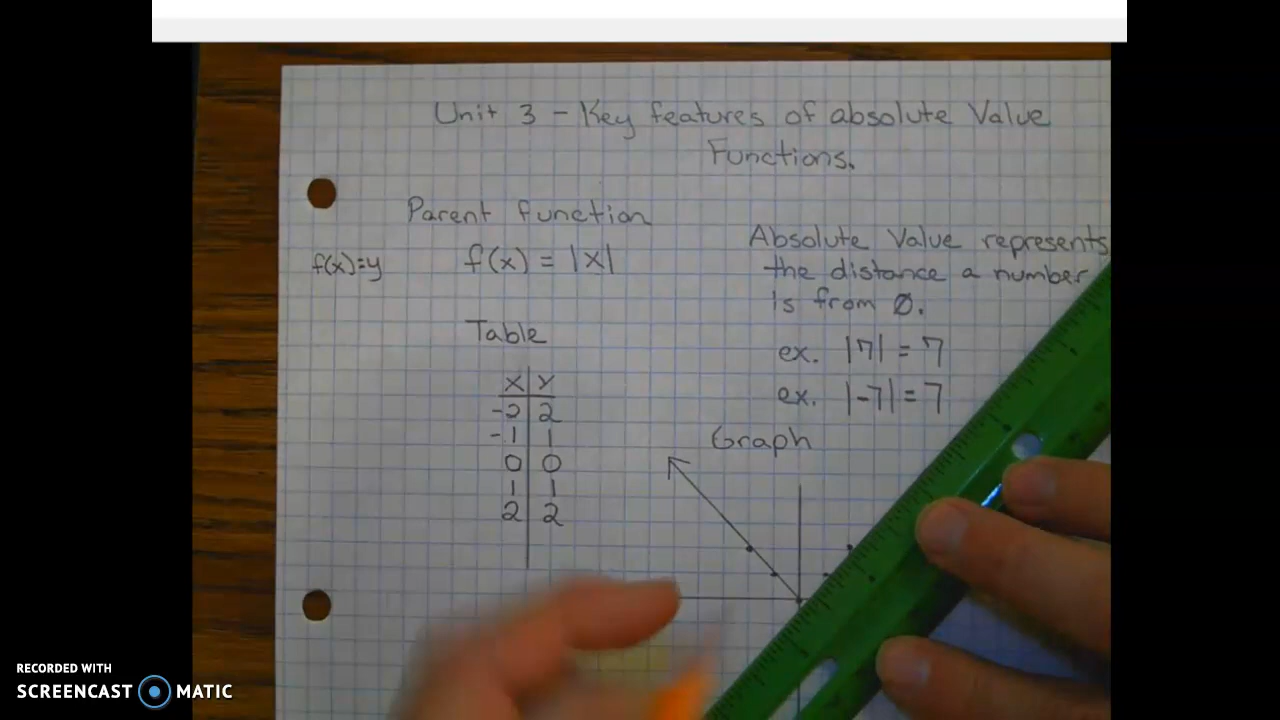 Unit 3 - Key features of absolute Value
Functions.
Parent function
f(x)=y
f(x) = |x|
Absolute Value represents
the distance a number
is from Ø.
ex. |7| = 7
ex. |-7| = 7
Table
X Y
-2 2
-1 1
0 0
1 1
2 2
Graph
RECORDED WITH
SCREENCAST MATIC